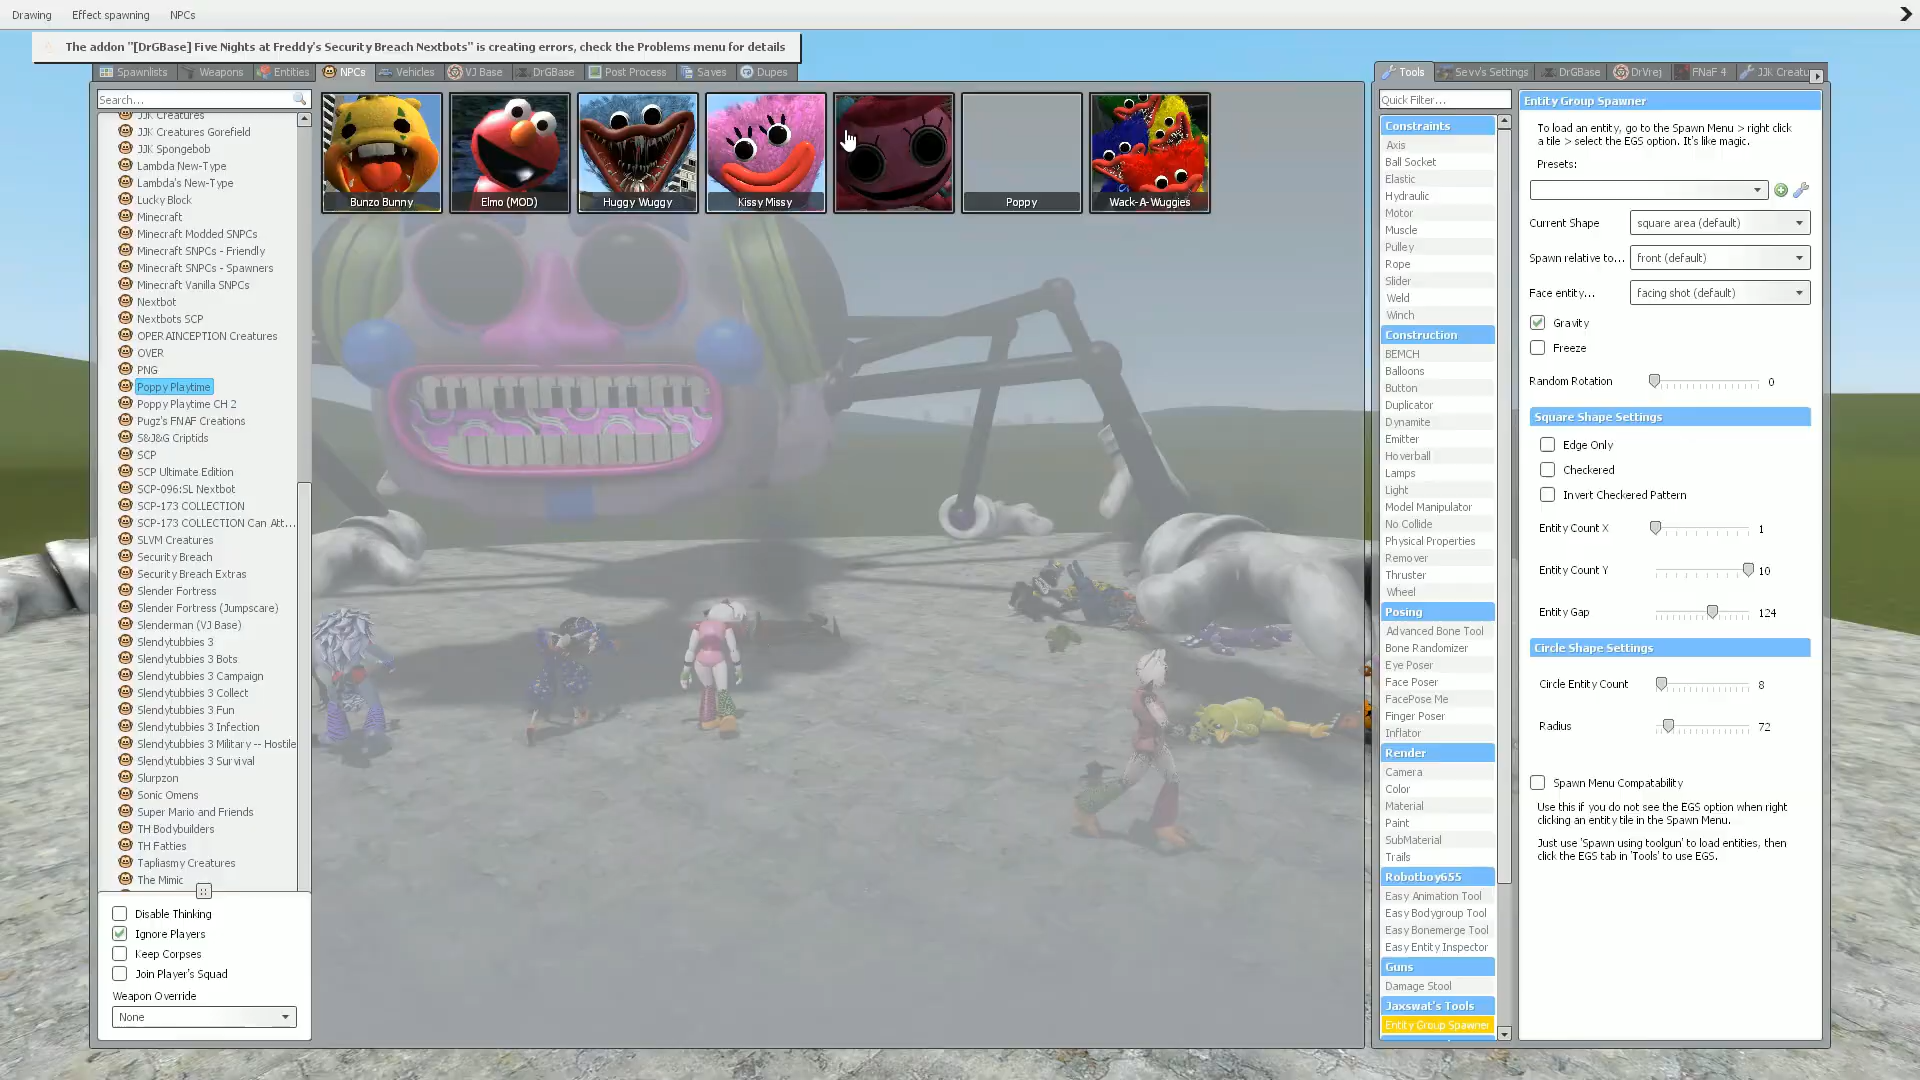 Drawing
Effect spawning
NPCs
The addon "[DrGBase] Five Nights at Freddy's Security Breach Nextbots" is creating errors, check the Problems menu for details
Spawnlists
Weapons
Entities
NPCs
Vehicles
VJ Base
DrGBase
Post Process
Saves
Dupes
Search...
JJK Creatures
JJK Creatures Gorefield
JJK Spongebob
Lambda New-Type
Lambda's New-Type
Lucky Block
Minecraft
Minecraft Modded SNPCs
Minecraft SNPCs - Friendly
Minecraft SNPCs - Spawners
Minecraft Vanilla SNPCs
Nextbot
Nextbots SCP
OPERAINCEPTION Creatures
OVER
PNG
Poppy Playtime
Poppy Playtime CH 2
Pugz's FNAF Creations
S&J&G Criptids
SCP
SCP Ultimate Edition
SCP-096:SL Nextbot
SCP-173 COLLECTION
SCP-173 COLLECTION Can Att...
SLVM Creatures
Security Breach
Security Breach Extras
Slender Fortress
Slender Fortress (Jumpscare)
Slenderman (VJ Base)
Slendytubbies 3
Slendytubbies 3 Bots
Slendytubbies 3 Campaign
Slendytubbies 3 Collect
Slendytubbies 3 Fun
Slendytubbies 3 Infection
Slendytubbies 3 Military -- Hostile
Slendytubbies 3 Survival
Slurpzon
Sonic Omens
Super Mario and Friends
TH Bodybuilders
TH Fatties
Tapliasmy Creatures
The Mimic
Disable Thinking
Ignore Players
Keep Corpses
Join Player's Squad
Weapon Override
None
Bunzo Bunny
Elmo (MOD)
Huggy Wuggy
Kissy Missy
Poppy
Wack-A-Wuggies
Tools
Sevv's Settings
DrGBase
DrVrej
FNaF 4
JJk Creatu
Quick Filter...
Constraints
Axis
Ball Socket
Elastic
Hydraulic
Motor
Muscle
Pulley
Rope
Slider
Weld
Winch
Construction
BEMCH
Balloons
Button
Duplicator
Dynamite
Emitter
Hoverball
Lamps
Light
Model Manipulator
No Collide
Physical Properties
Remover
Thruster
Wheel
Posing
Advanced Bone Tool
Bone Randomizer
Eye Poser
Face Poser
FacePose Me
Finger Poser
Inflator
Render
Camera
Color
Material
Paint
SubMaterial
Trails
Robotboy655
Easy Animation Tool
Easy Bodygroup Tool
Easy Bonemerge Tool
Easy Entity Inspector
Guns
Damage Stool
Jaxswat's Tools
Entity Group Spawner
Entity Group Spawner
To load an entity, go to the Spawn Menu > right click
a tile > select the EGS option. It's like magic.
Presets:
Current Shape
square area (default)
Spawn relative to...
front (default)
Face entity...
facing shot (default)
Gravity
Freeze
Random Rotation
0
Square Shape Settings
Edge Only
Checkered
Invert Checkered Pattern
Entity Count X
1
Entity Count Y
10
Entity Gap
124
Circle Shape Settings
Circle Entity Count
8
Radius
72
Spawn Menu Compatability
Use this if you do not see the EGS option when right
clicking an entity tile in the Spawn Menu.
Just use 'Spawn using toolgun' to load entities, then
click the EGS tab in 'Tools' to use EGS.